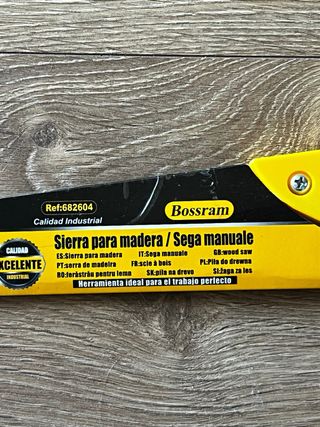 Ref:682604
Calidad Industrial
Bossram
Sierra para madera / Sega manuale
ES:Sierra para madera IT:Sega manuale GB:wood saw
PT:serra de madeira FR:scie à bois PL:Piła do drewna
RO:ferăstrău pentru lemn SK:píla na drevo SI:žaga za les
Herramienta ideal para el trabajo perfecto
CALIDAD
XCELENTE
INDUSTRIAL